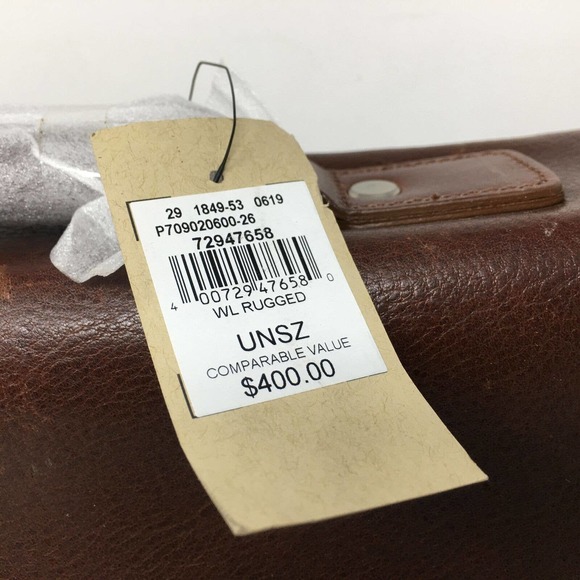 29 1849-53 0619
P709020600-26
72947658
4 00729 47658 0
WL RUGGED
UNSZ
COMPARABLE VALUE
$400.00